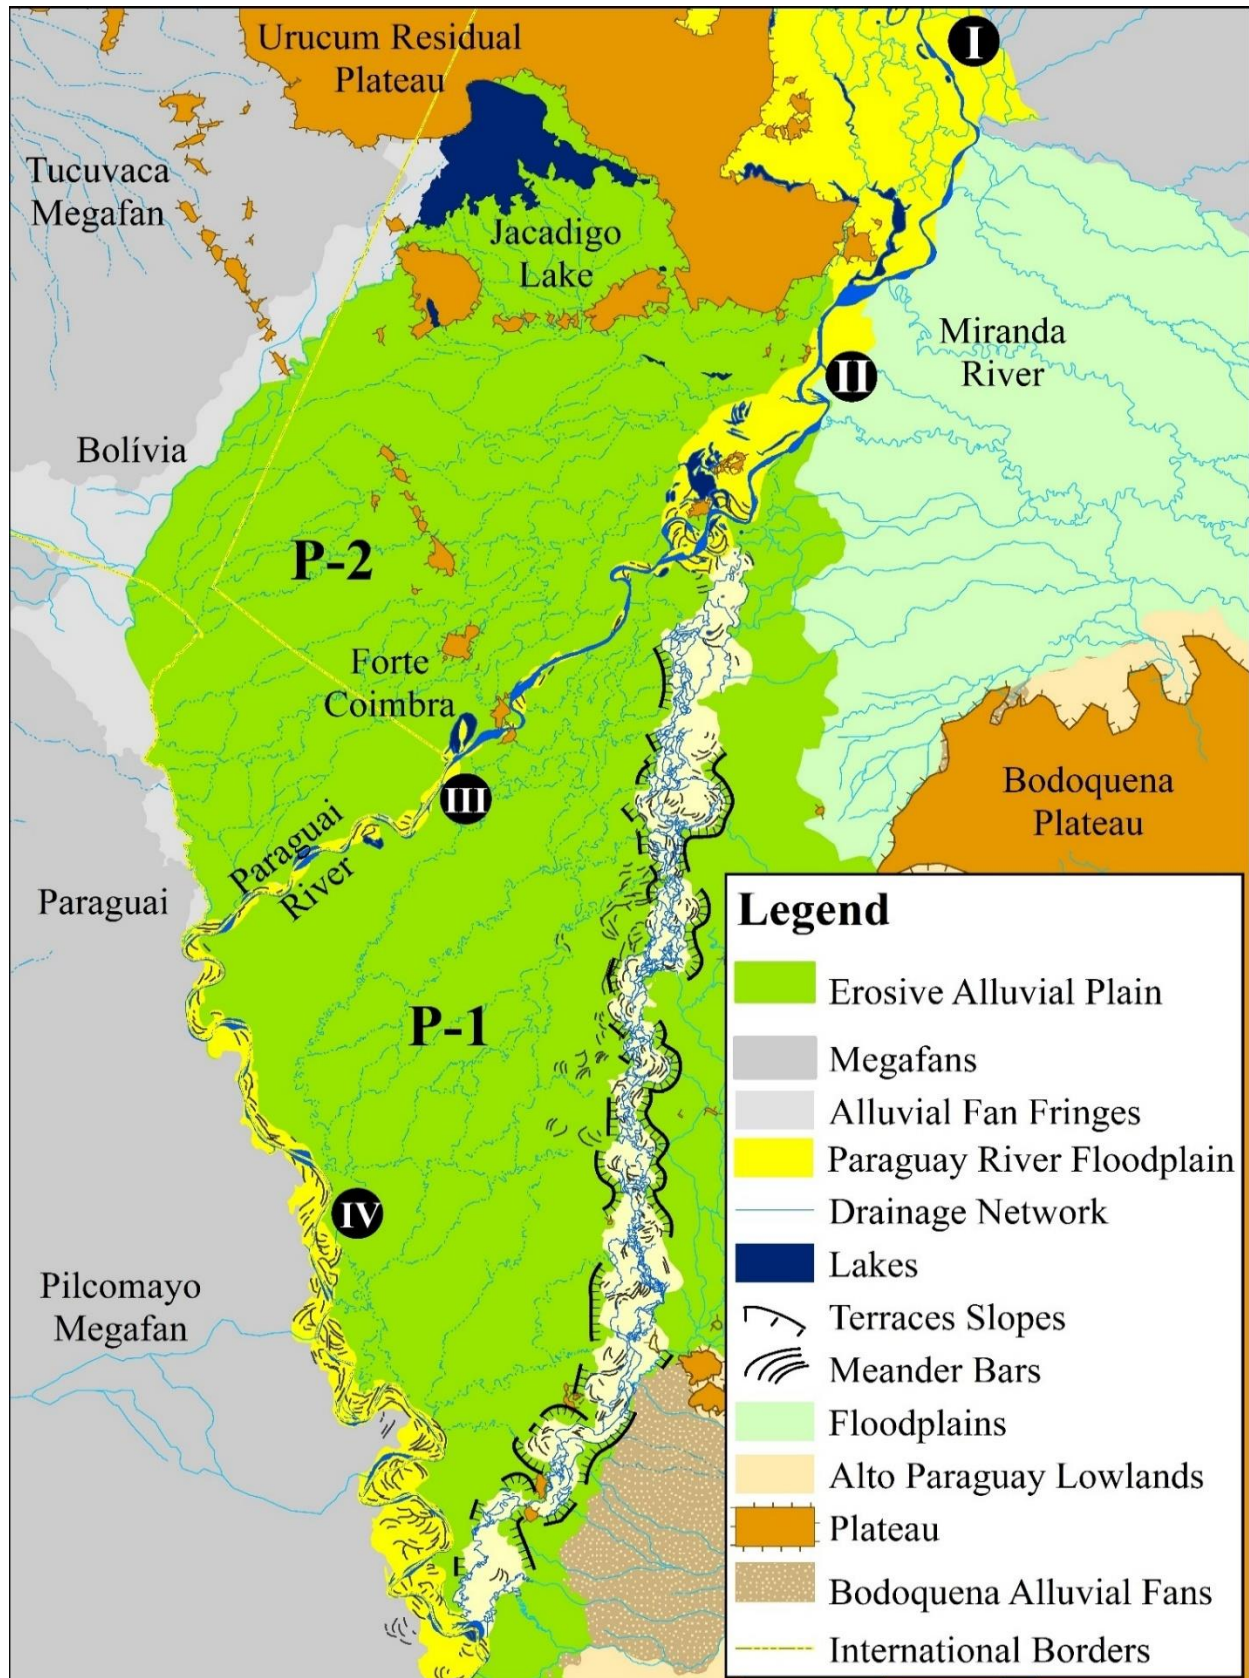 Urucum Residual
Plateau
I
Tucuvaca
Megafan
Jacadigo
Lake
Miranda
River
II
Bolívia
P-2
Forte
Coimbra
III
Bodoquena
Plateau
Paraguai
River
Paraguai
P-1
IV
Pilcomayo
Megafan
Legend
Erosive Alluvial Plain
Megafans
Alluvial Fan Fringes
Paraguay River Floodplain
Drainage Network
Lakes
Terraces Slopes
Meander Bars
Floodplains
Alto Paraguay Lowlands
Plateau
Bodoquena Alluvial Fans
International Borders